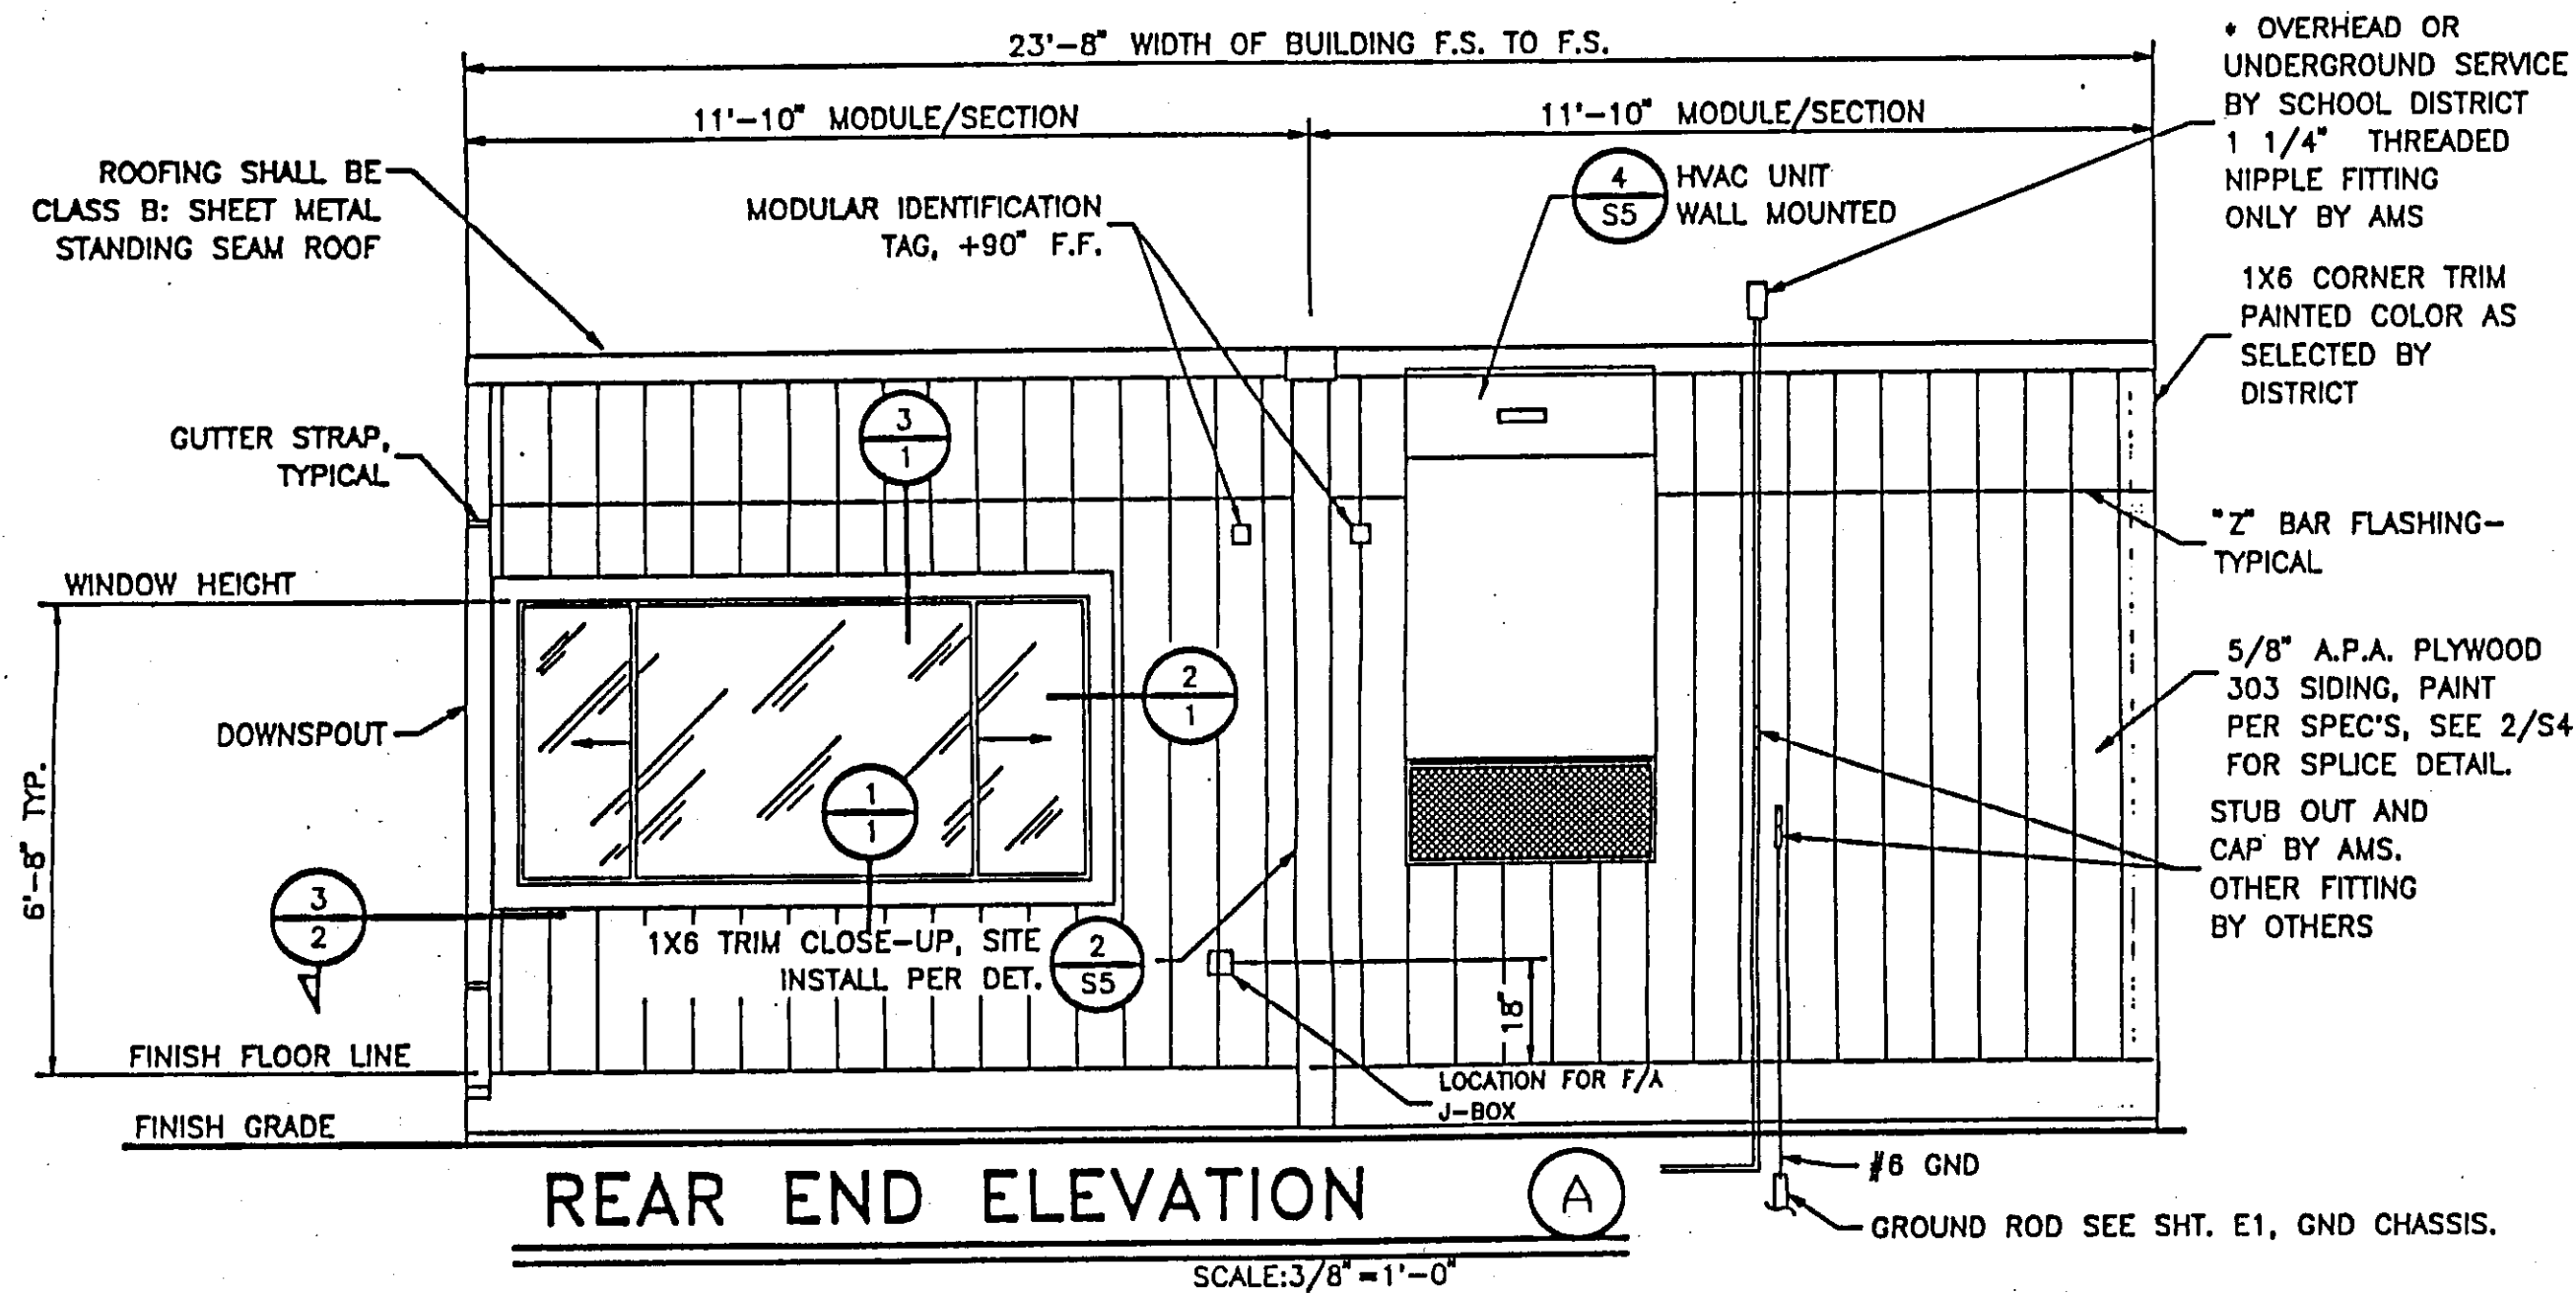 23'-8" WIDTH OF BUILDING F.S. TO F.S.
11'-10" MODULE/SECTION
11'-10" MODULE/SECTION
* OVERHEAD OR
UNDERGROUND SERVICE
BY SCHOOL DISTRICT
1 1/4" THREADED
NIPPLE FITTING
ONLY BY AMS
ROOFING SHALL BE
CLASS B: SHEET METAL
STANDING SEAM ROOF
MODULAR IDENTIFICATION
TAG, +90" F.F.
4
S5
HVAC UNIT
WALL MOUNTED
1X6 CORNER TRIM
PAINTED COLOR AS
SELECTED BY
DISTRICT
3
1
GUTTER STRAP,
TYPICAL
"Z" BAR FLASHING-
TYPICAL
WINDOW HEIGHT
5/8" A.P.A. PLYWOOD
303 SIDING, PAINT
PER SPEC'S, SEE 2/S4
FOR SPLICE DETAIL.
2
1
DOWNSPOUT
1
1
6'-8" TYP.
STUB OUT AND
CAP BY AMS.
OTHER FITTING
BY OTHERS
3
2
1X6 TRIM CLOSE-UP, SITE
INSTALL PER DET.
2
S5
18"
FINISH FLOOR LINE
LOCATION FOR F/A
J-BOX
FINISH GRADE
#6 GND
GROUND ROD SEE SHT. E1, GND CHASSIS.
REAR END ELEVATION
A
SCALE:3/8"=1'-0"